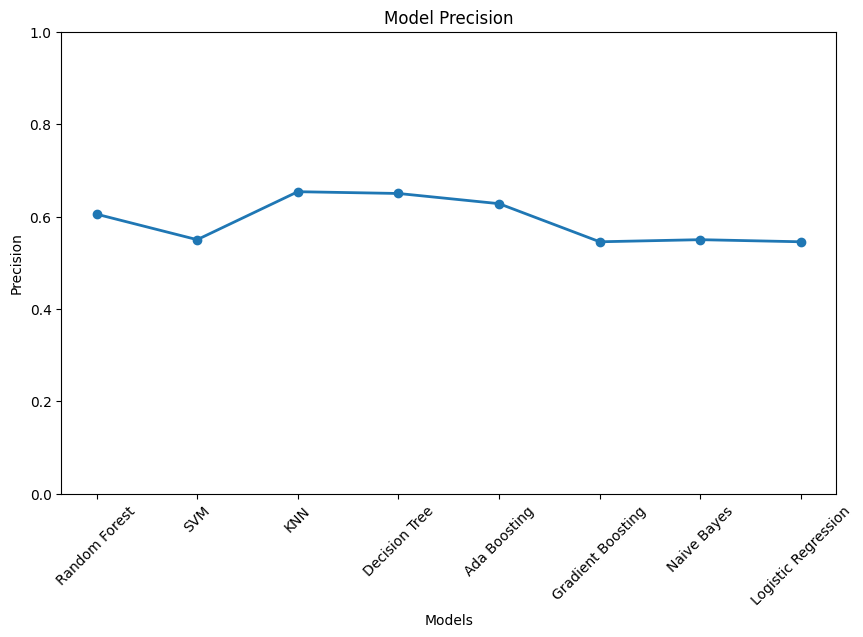 Model Precision
1.0
0.8
0.6
0.4
0.2
0.0
Precision
Random Forest
SVM
KNN
Decision Tree
Ada Boosting
Gradient Boosting
Naive Bayes
Logistic Regression
Models